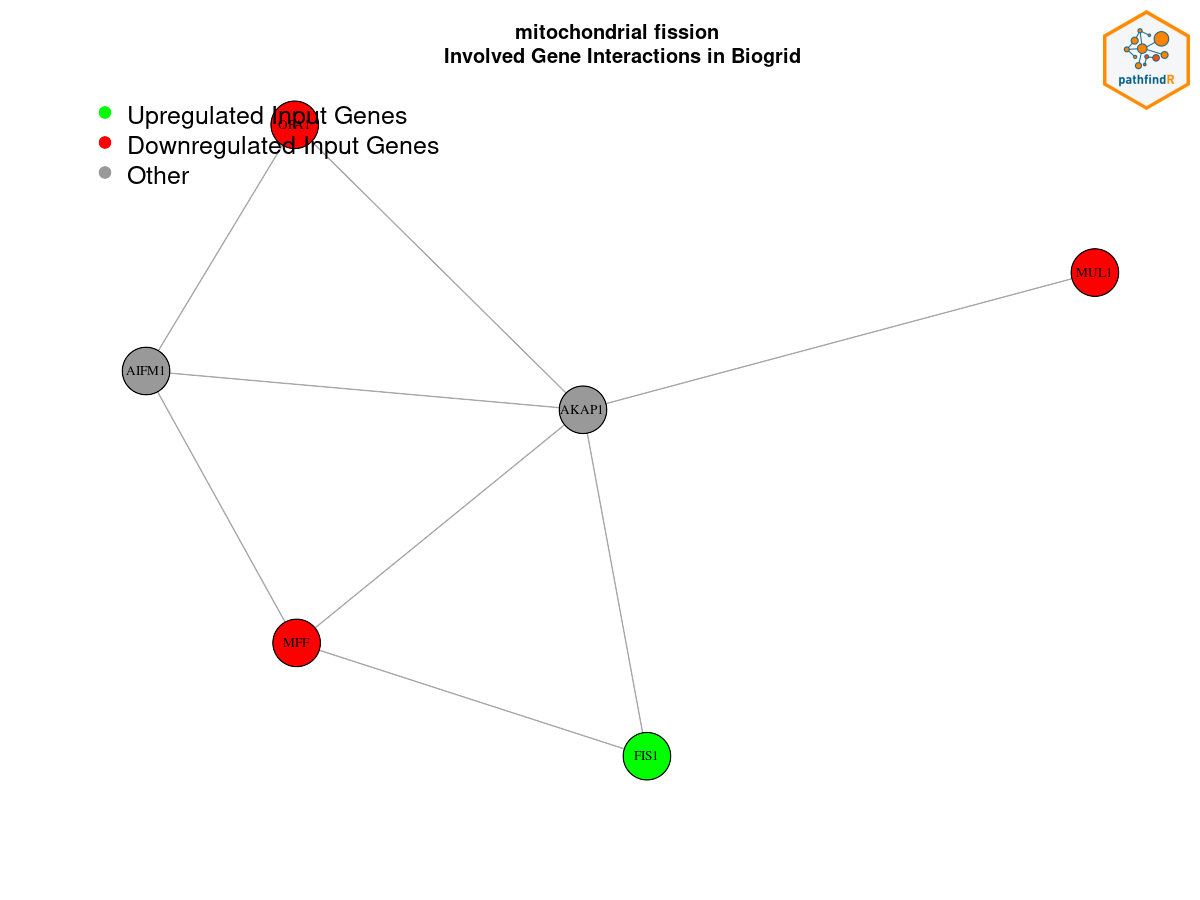 mitochondrial fission
Involved Gene Interactions in Biogrid
pathfindR
Upregulated Input Genes
OPA1
Downregulated Input Genes
Other
MUL1
AIFM1
AKAP1
MFF
FIS1